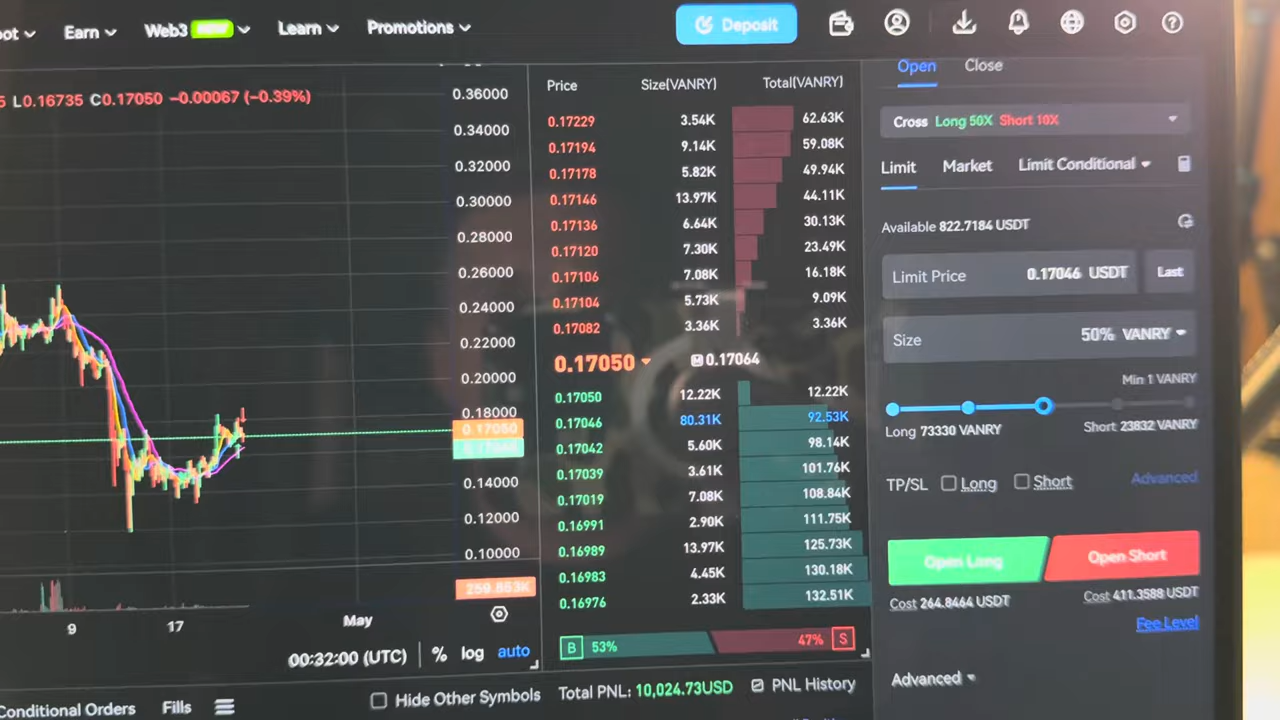 Earn
Web3 NEW
Learn
Promotions
Deposit
L0.16735 C0.17050 −0.00067 (−0.39%)
0.36000
0.34000
0.32000
0.30000
0.28000
0.26000
0.24000
0.22000
0.20000
0.18000
0.17050
0.14000
0.12000
0.10000
259.853K
9
17
May
00:32:00 (UTC)
%
log
auto
Price Size(VANRY) Total(VANRY)
0.17229 3.54K 62.63K
0.17194 9.14K 59.08K
0.17178 5.82K 49.94K
0.17146 13.97K 44.11K
0.17136 6.64K 30.13K
0.17120 7.30K 23.49K
0.17106 7.08K 16.18K
0.17104 5.73K 9.09K
0.17082 3.36K 3.36K
0.17050 M 0.17064
0.17050 12.22K 12.22K
0.17046 80.31K 92.53K
0.17042 5.60K 98.14K
0.17039 3.61K 101.76K
0.17019 7.08K 108.84K
0.16991 2.90K 111.75K
0.16989 13.97K 125.73K
0.16983 4.45K 130.18K
0.16976 2.33K 132.51K
B 53% 47% S
Open Close
Cross Long 50X Short 10X
Limit Market Limit Conditional
Available 822.7184 USDT
Limit Price 0.17046 USDT Last
Size 50% VANRY
Min 1 VANRY
Long 73330 VANRY Short 23832 VANRY
TP/SL Long Short Advanced
Open Long Open Short
Cost 264.8464 USDT Cost 411.3588 USDT
Fee Level
Advanced
Conditional Orders Fills
Hide Other Symbols Total PNL: 10,024.73USD PNL History